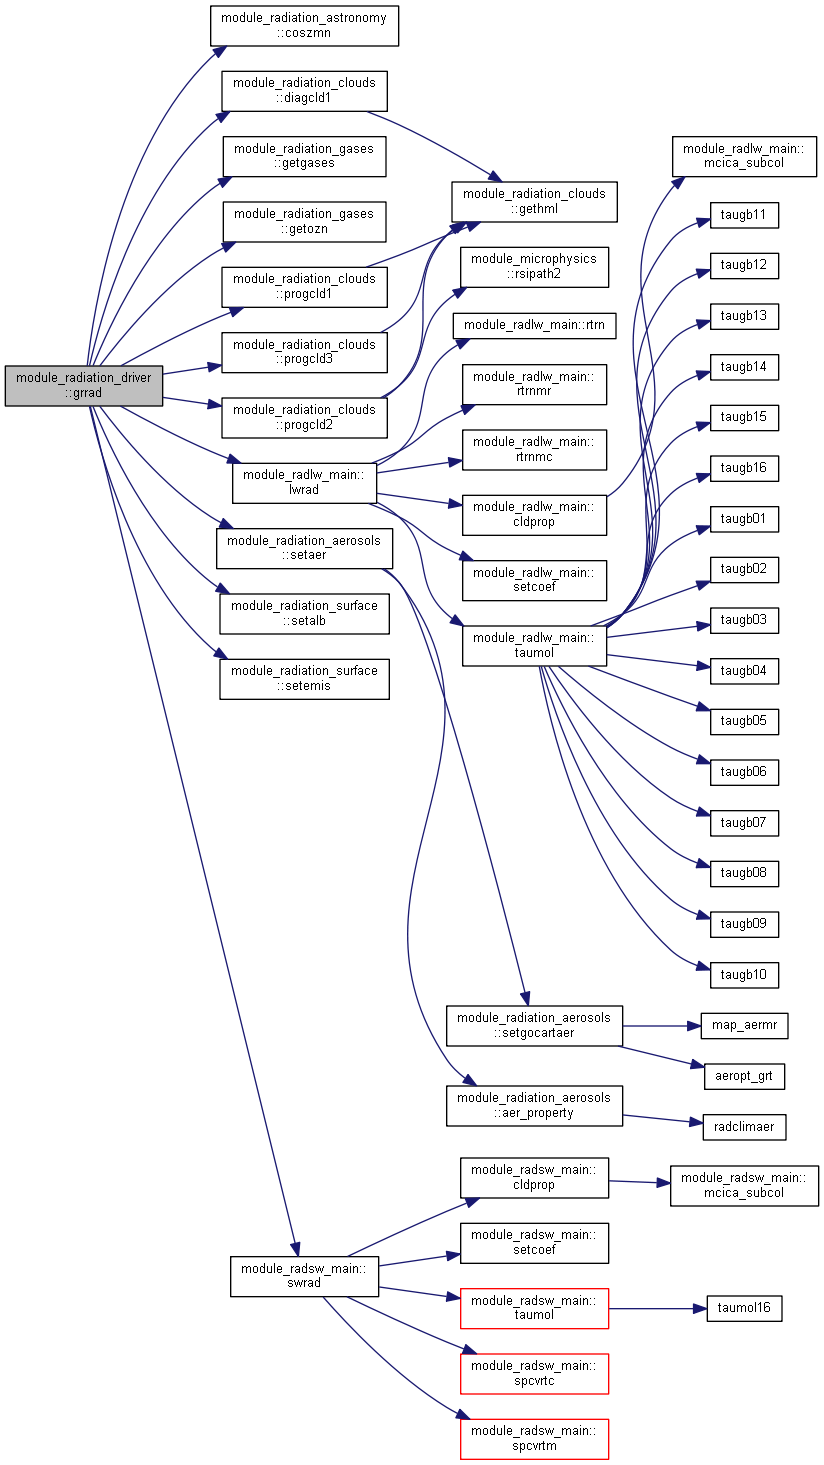 module_radiation_driver
::grrad
module_radiation_astronomy
::coszmn
module_radiation_clouds
::diagcld1
module_radiation_gases
::getgases
module_radiation_gases
::getozn
module_radiation_clouds
::progcld1
module_radiation_clouds
::progcld3
module_radiation_clouds
::progcld2
module_radlw_main::
lwrad
module_radiation_aerosols
::setaer
module_radiation_surface
::setalb
module_radiation_surface
::setemis
module_radsw_main::
swrad
module_radiation_clouds
::gethml
module_microphysics
::rsipath2
module_radlw_main::rtrn
module_radlw_main::
rtrnmr
module_radlw_main::
rtrnmc
module_radlw_main::
cldprop
module_radlw_main::
setcoef
module_radlw_main::
taumol
module_radiation_aerosols
::setgocartaer
module_radiation_aerosols
::aer_property
module_radsw_main::
cldprop
module_radsw_main::
setcoef
module_radsw_main::
taumol
module_radsw_main::
spcvrtc
module_radsw_main::
spcvrtm
module_radlw_main::
mcica_subcol
taugb11
taugb12
taugb13
taugb14
taugb15
taugb16
taugb01
taugb02
taugb03
taugb04
taugb05
taugb06
taugb07
taugb08
taugb09
taugb10
map_aermr
aeropt_grt
radclimaer
module_radsw_main::
mcica_subcol
taumol16